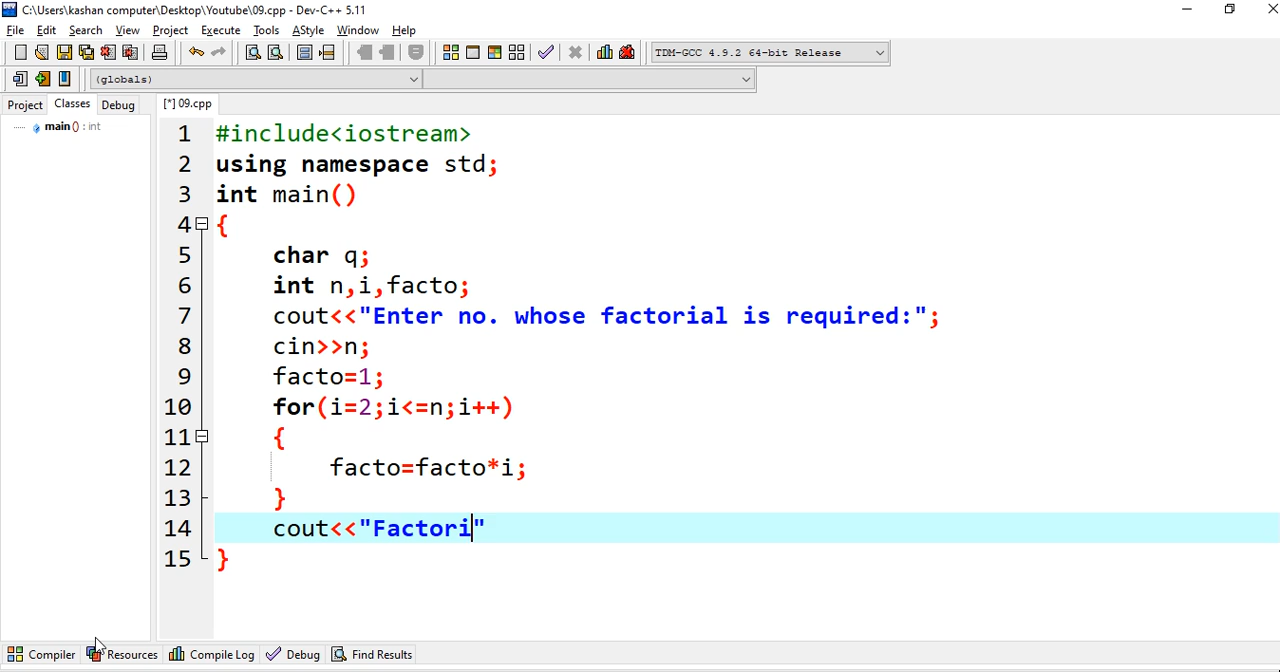 C:\Users\kashan computer\Desktop\Youtube\09.cpp - Dev-C++ 5.11
File Edit Search View Project Execute Tools AStyle Window Help
TDM-GCC 4.9.2 64-bit Release
(globals)
Project Classes Debug [*] 09.cpp
main() : int
1 #include<iostream>
2 using namespace std;
3 int main()
4 {
5 char q;
6 int n,i,facto;
7 cout<<"Enter no. whose factorial is required:";
8 cin>>n;
9 facto=1;
10 for(i=2;i<=n;i++)
11 {
12 facto=facto*i;
13 }
14 cout<<"Factori"
15 }
Compiler Resources Compile Log Debug Find Results